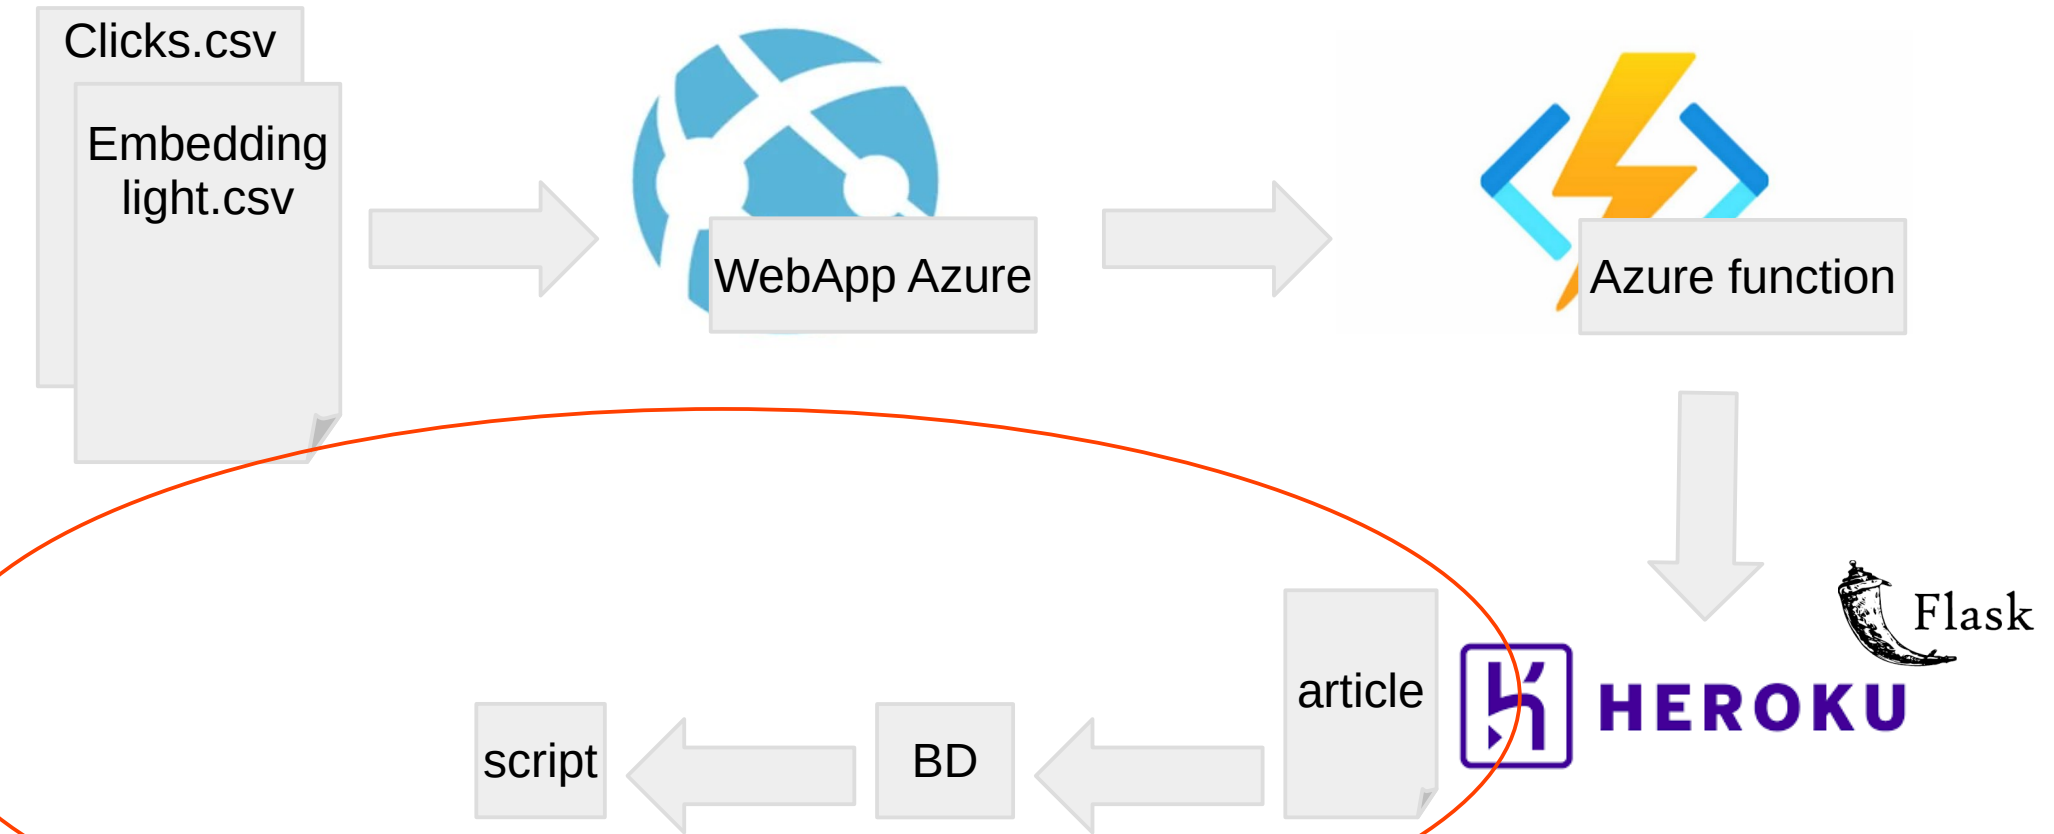 Clicks.csv
Embedding
light.csv
WebApp Azure
Azure function
Flask
article
HEROKU
script
BD